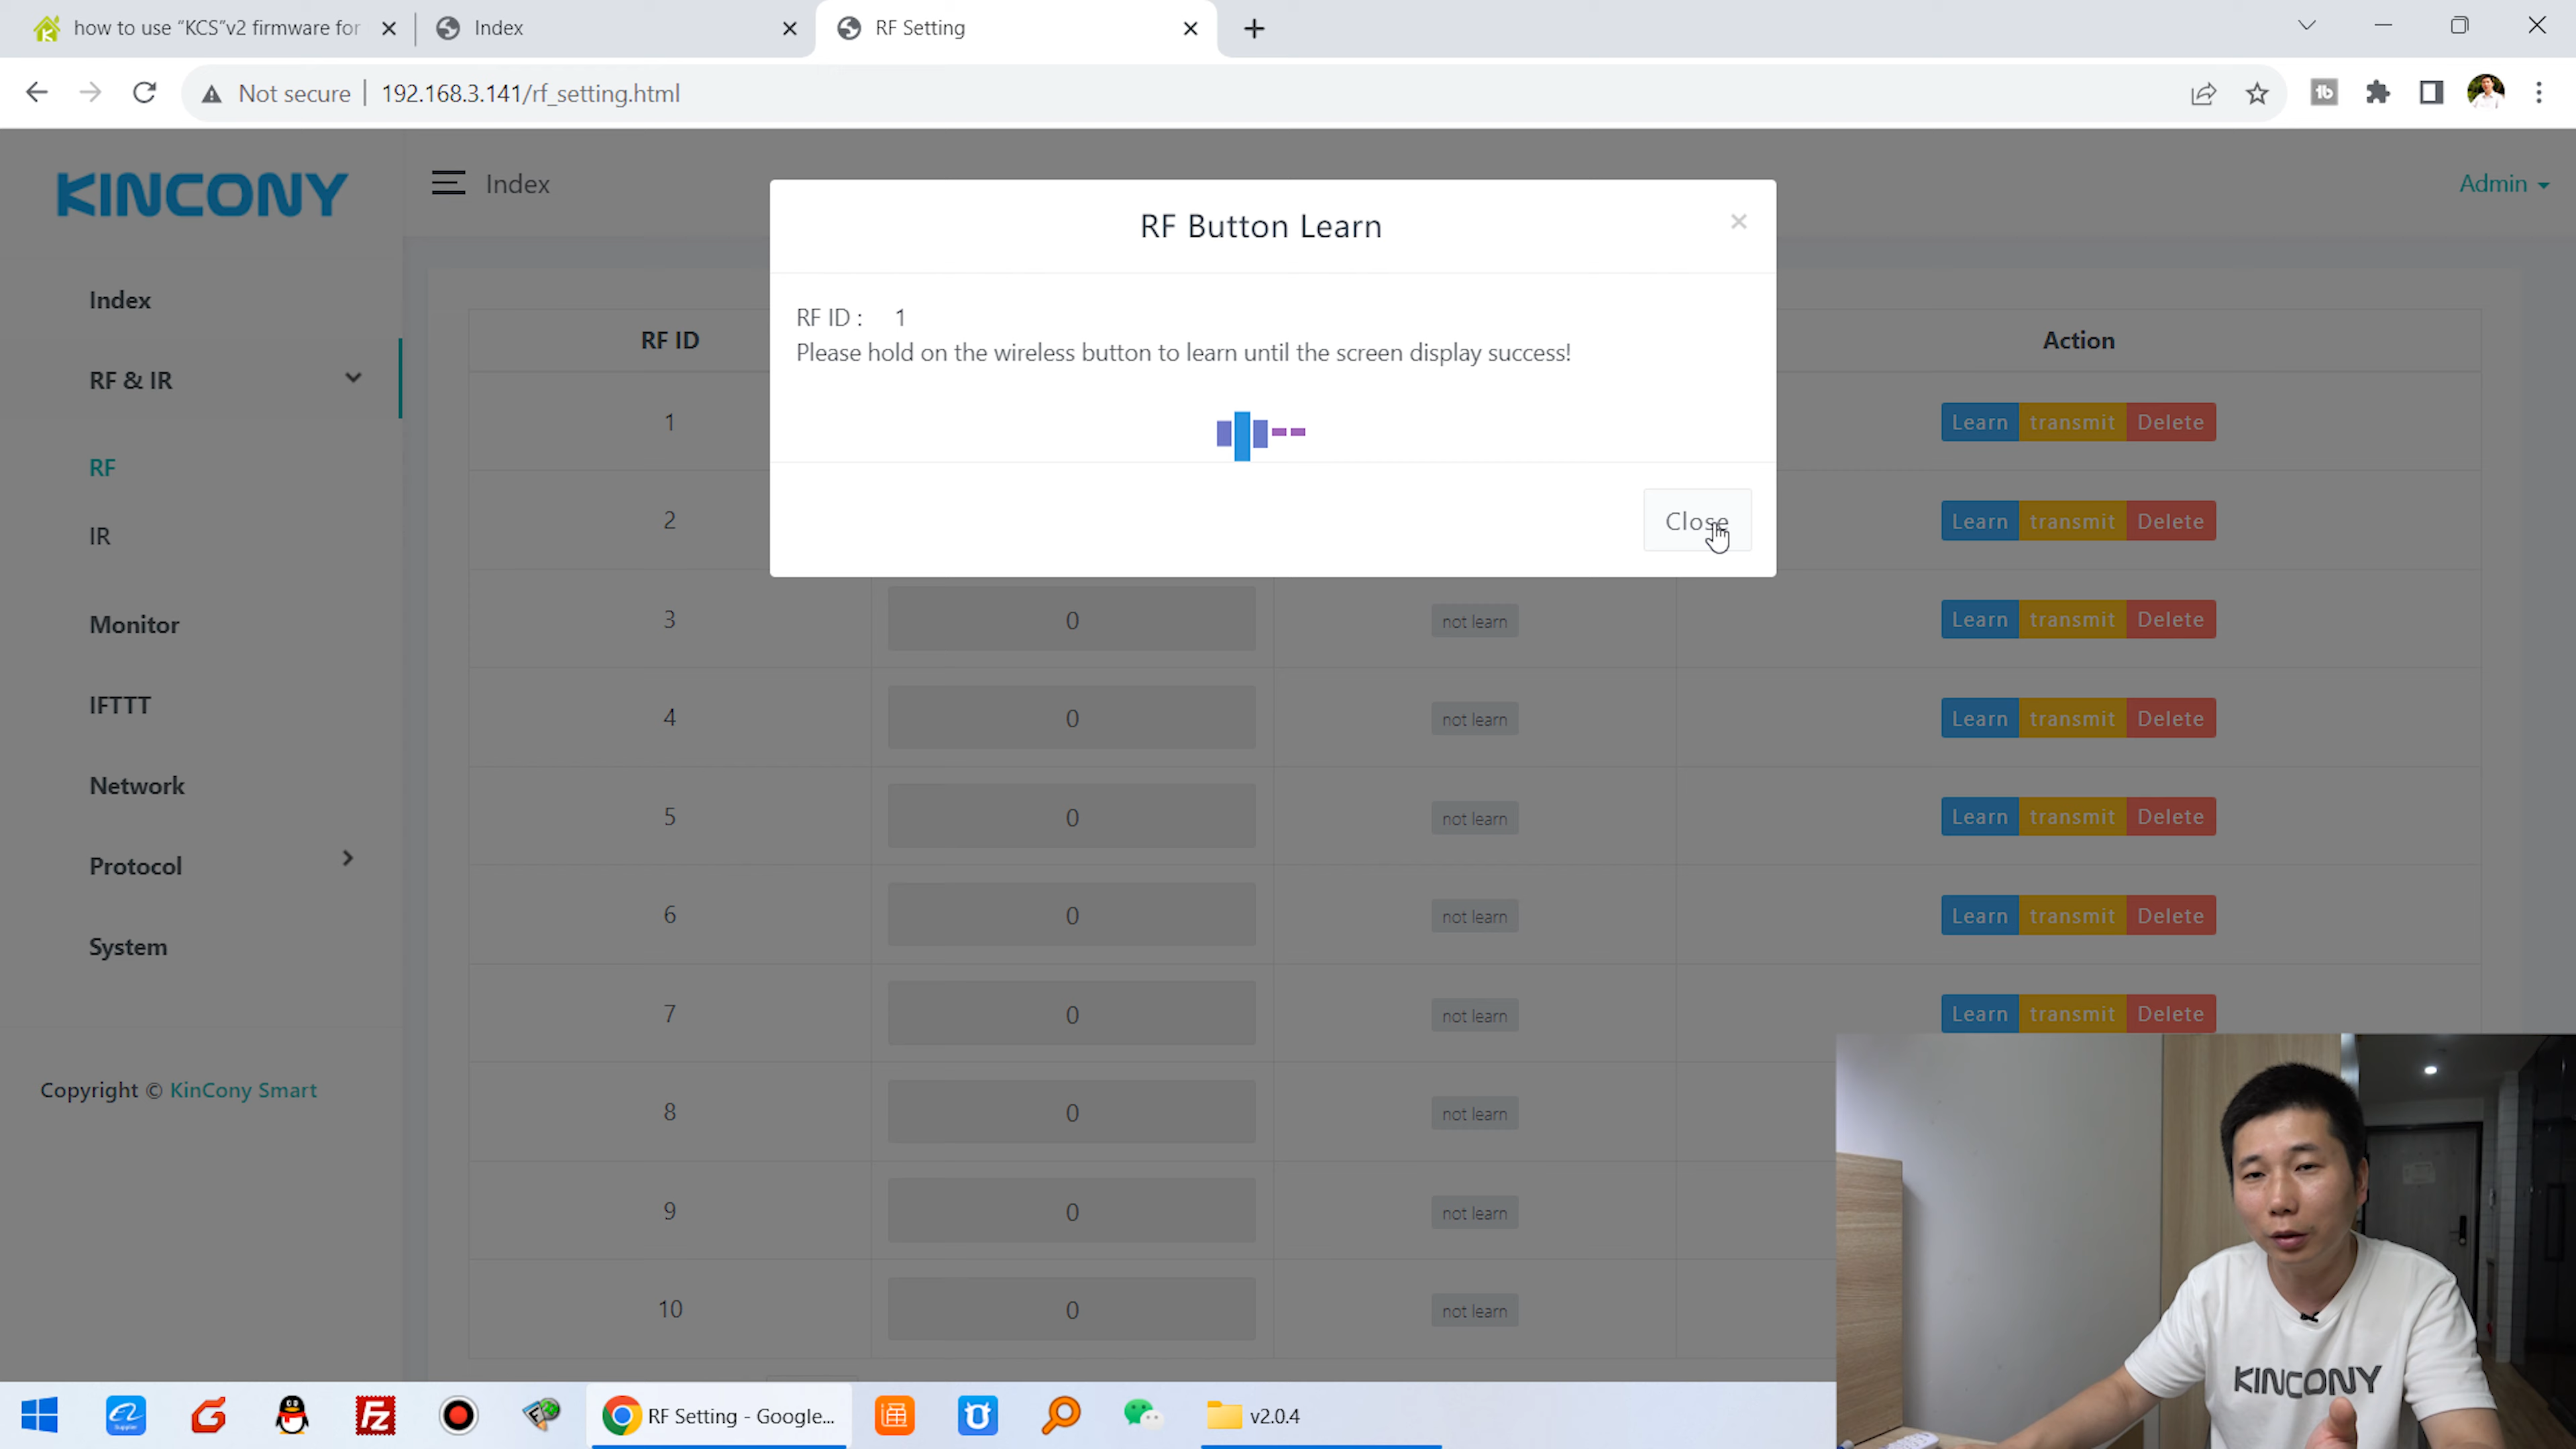 how to use “KCS”v2 firmware for
Index
RF Setting
Not secure
192.168.3.141/rf_setting.html
KINCONY
Index
Admin
Index
RF & IR
RF
IR
Monitor
IFTTT
Network
Protocol
System
Copyright © KinCony Smart
RF Button Learn
RF ID : 1
Please hold on the wireless button to learn until the screen display success!
Close
RF ID
Action
1
Learn transmit Delete
2
Learn transmit Delete
3
0
not learn
Learn transmit Delete
4
0
not learn
Learn transmit Delete
5
0
not learn
Learn transmit Delete
6
0
not learn
Learn transmit Delete
7
0
not learn
Learn transmit Delete
8
0
not learn
9
0
not learn
10
0
not learn
KINCONY
RF Setting - Google...
v2.0.4